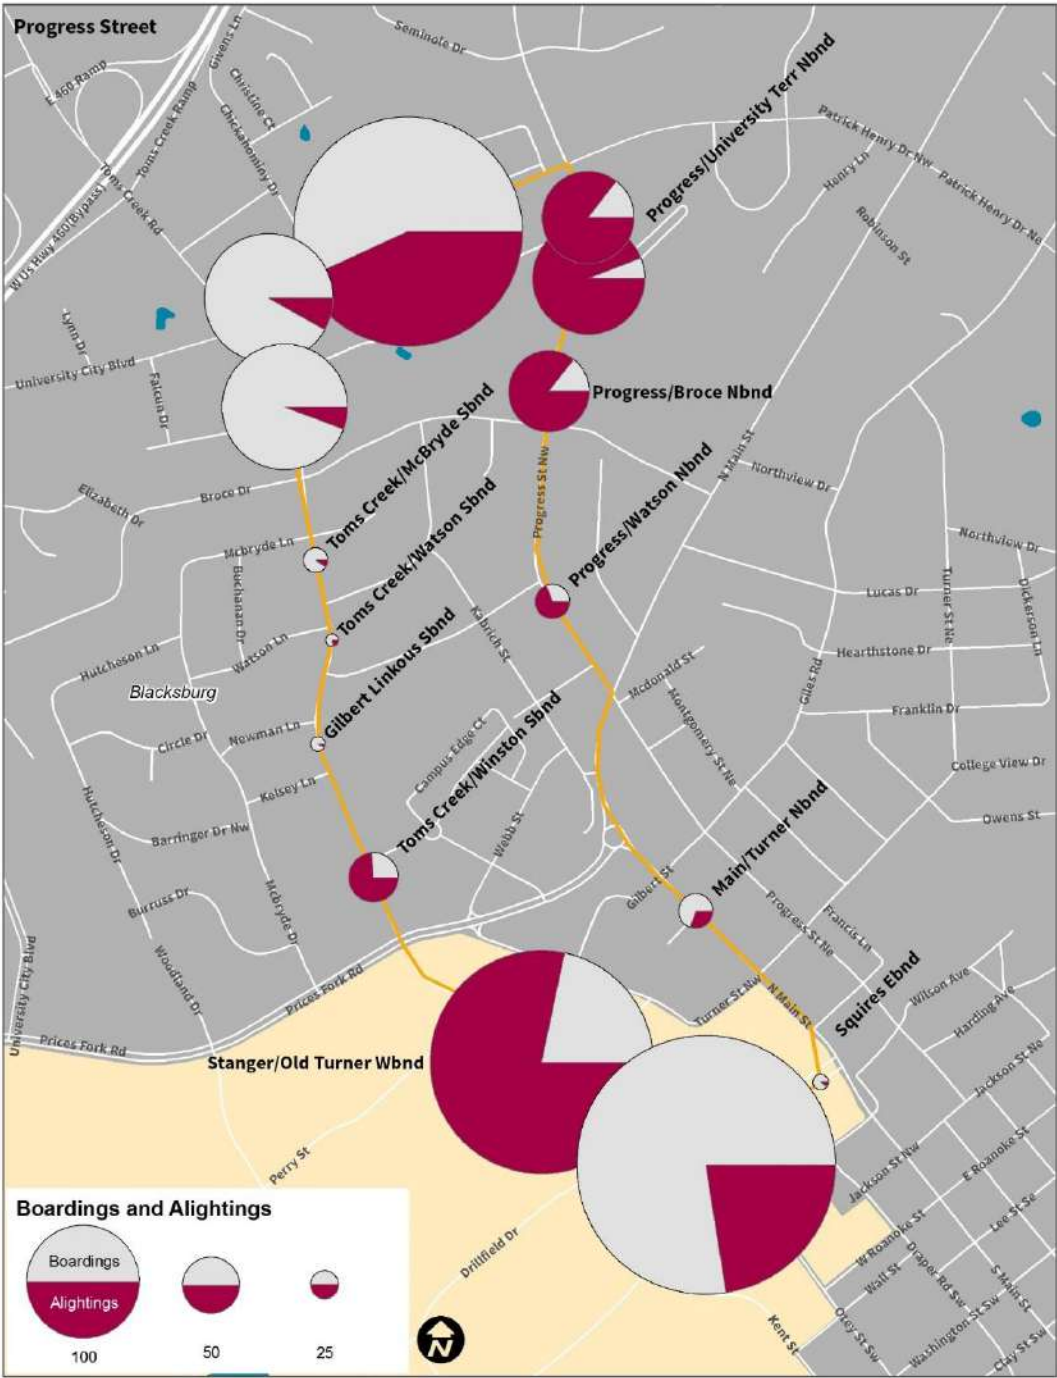 Progress Street
E 460 Ramp
Givens Ln
Seminole Dr
Christine Ct
Chickahominy Dr
Toms Creek Ramp
Toms Creek Rd
W Us Hwy 460(Bypass)
Progress/University Terr Nbnd
Patrick Henry Dr Nw
Henry Ln
Patrick Henry Dr Ne
Robinson St
Lynn Dr
University City Blvd
Falcun Dr
Progress/Broce Nbnd
Toms Creek/McBryde Sbnd
Progress St Nw
N Main St
Northview Dr
Elizabeth Dr
Broce Dr
Toms Creek/Watson Sbnd
Progress/Watson Nbnd
Mcbryde Ln
Buchanan Dr
Northview Dr
Lucas Dr
Turner St Ne
Dickerson Ln
Hutcheson Ln
Watson Ln
Gilbert Linkous Sbnd
Kabrich St
Hearthstone Dr
Blacksburg
Mcdonald St
Giles Rd
Franklin Dr
Circle Dr
Newman Ln
Montgomery St Ne
Kelsey Ln
Campus Edge Ct
Toms Creek/Winston Sbnd
College View Dr
Hutcheson Dr
Barringer Dr Nw
Webb St
Owens St
Main/Turner Nbnd
Burruss Dr
Mcbryde Dr
Gilbert St
Progress St Ne
Francis Ln
University City Blvd
Woodland Dr
Prices Fork Rd
Turner St Nw
N Main St
Squires Ebnd
Wilson Ave
Harding Ave
Prices Fork Rd
Stanger/Old Turner Wbnd
Jackson St Ne
Perry St
Jackson St Nw
E Roanoke St
Lee St Se
Drillfield Dr
W Roanoke St
Wall St
Draper Rd Sw
S Main St
Kent St
Otey St Sw
Washington St Sw
Clay St Sw
Boardings and Alightings
Boardings
Alightings
100
50
25
N